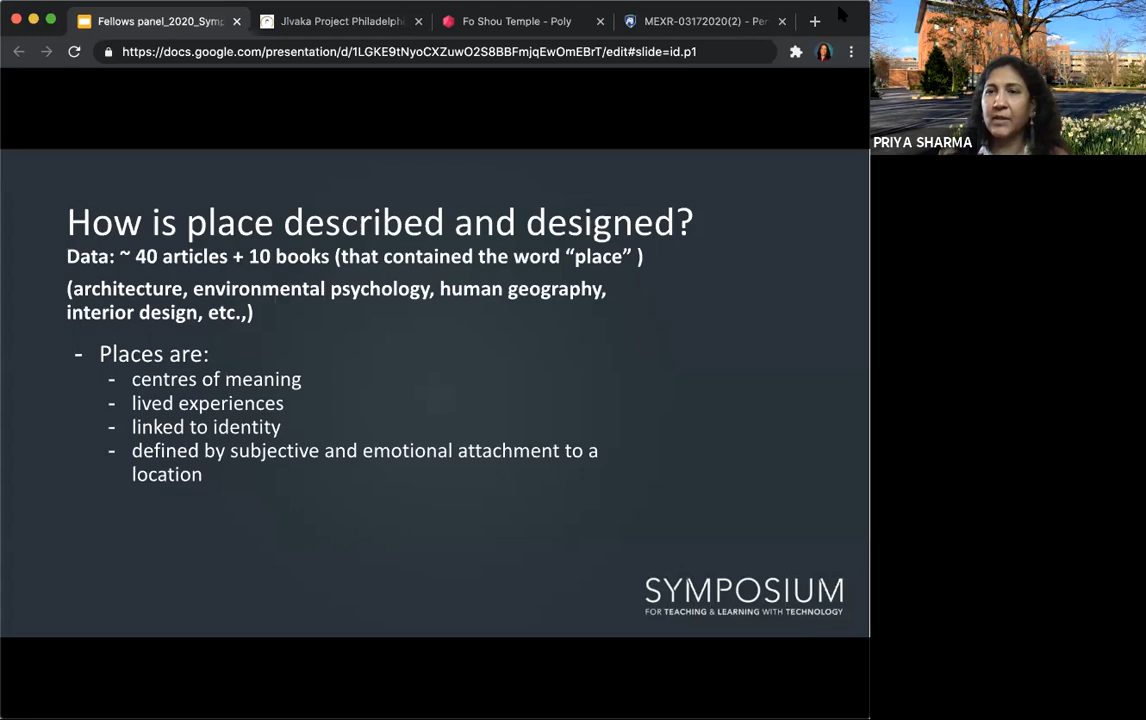 Fellows panel_2020_Symp
Jīvaka Project Philadelphi
Fo Shou Temple - Poly
MEXR-03172020(2) - Per
https://docs.google.com/presentation/d/1LGKE9tNyoCXZuwO2S8BBFmjqEwOmEBrT/edit#slide=id.p1
PRIYA SHARMA
How is place described and designed?
Data: ~ 40 articles + 10 books (that contained the word “place” )
(architecture, environmental psychology, human geography,
interior design, etc.,)
- Places are:
- centres of meaning
- lived experiences
- linked to identity
- defined by subjective and emotional attachment to a
location
SYMPOSIUM
FOR TEACHING & LEARNING WITH TECHNOLOGY